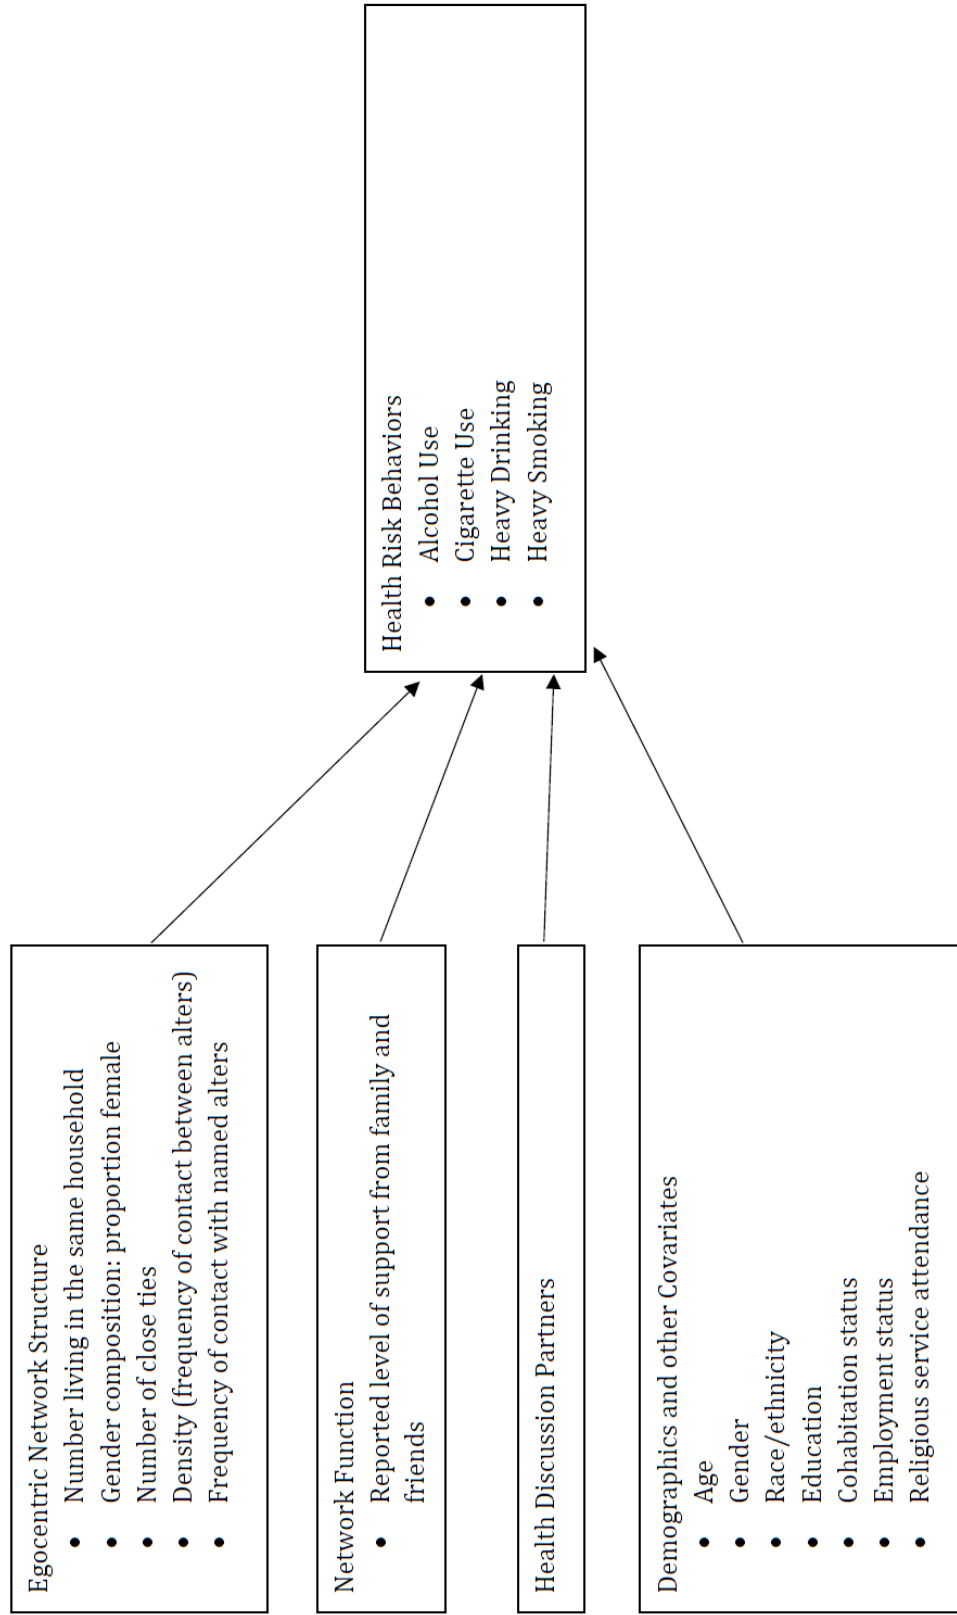 Egocentric Network Structure
• Number living in the same household
• Gender composition: proportion female
• Number of close ties
• Density (frequency of contact between alters)
• Frequency of contact with named alters
Network Function
• Reported level of support from family and
friends
Health Discussion Partners
Demographics and other Covariates
• Age
• Gender
• Race/ethnicity
• Education
• Cohabitation status
• Employment status
• Religious service attendance
Health Risk Behaviors
• Alcohol Use
• Cigarette Use
• Heavy Drinking
• Heavy Smoking